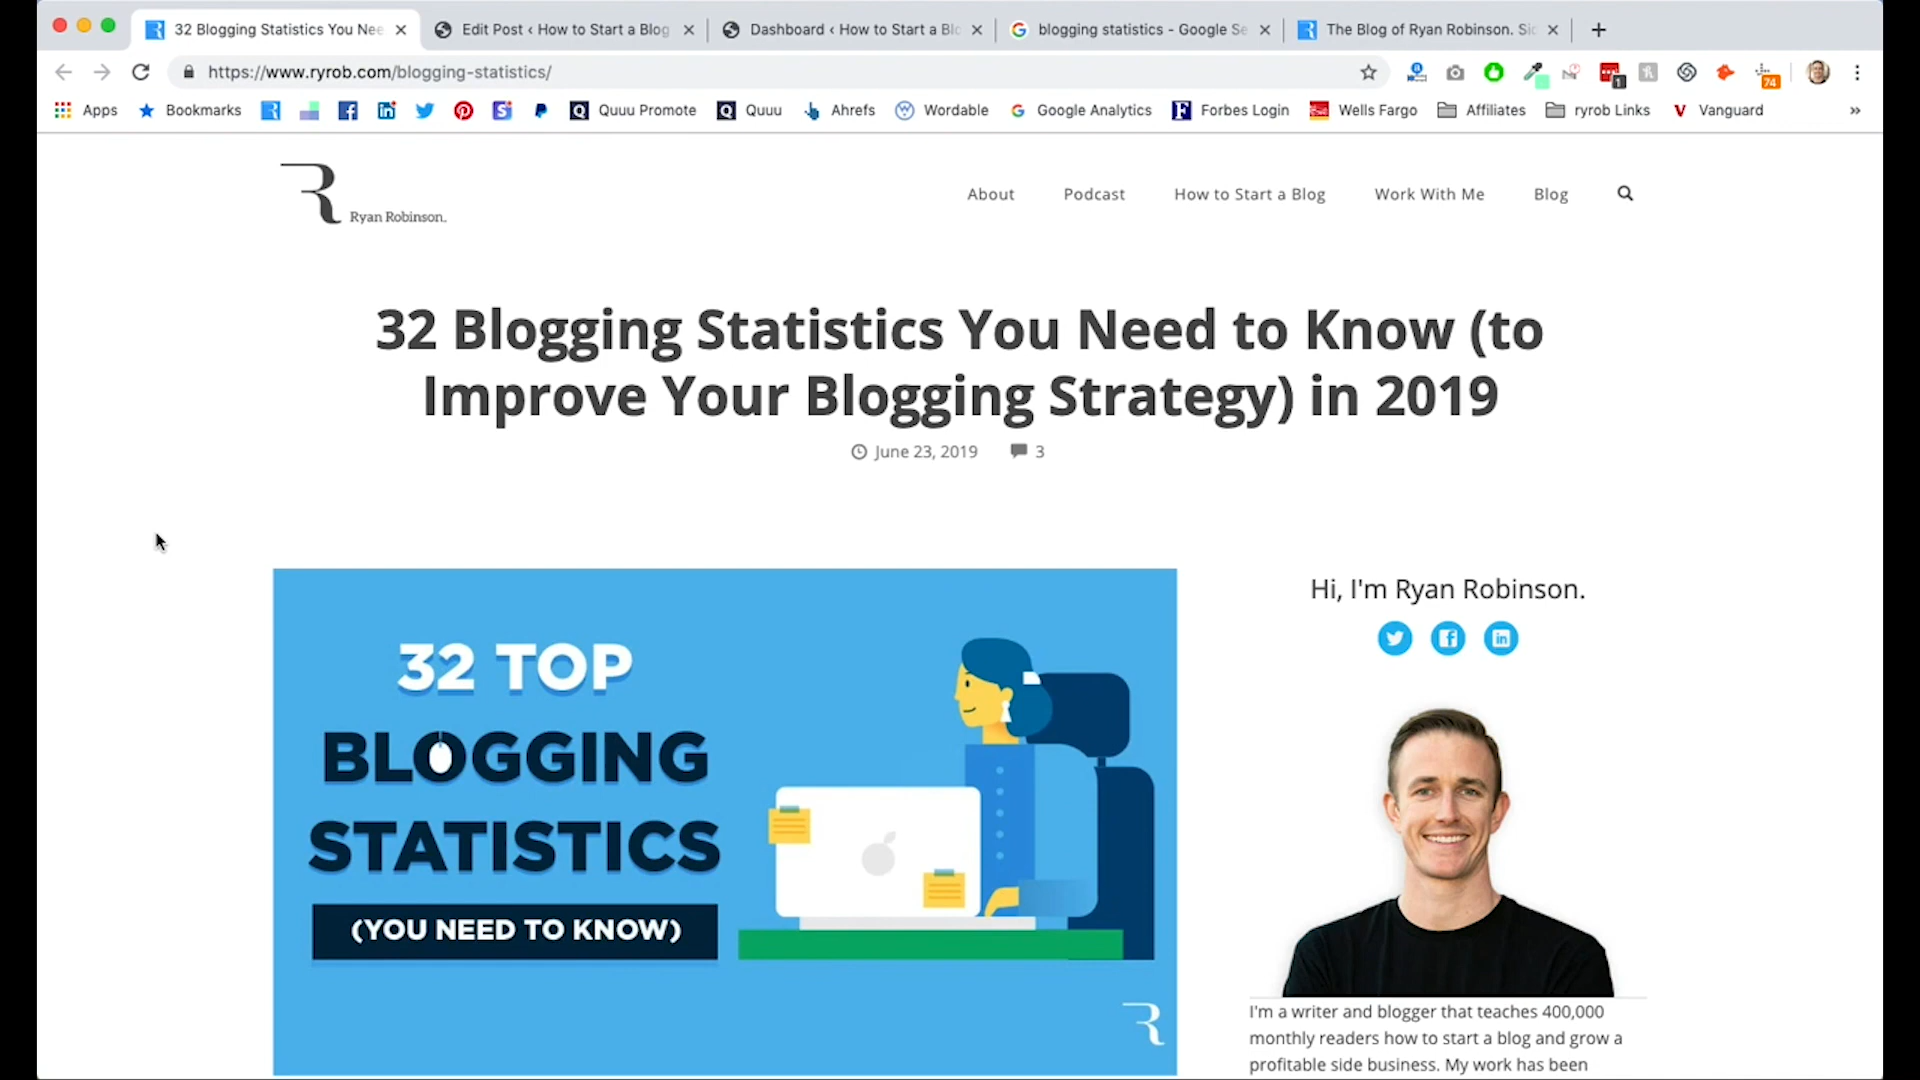 32 Blogging Statistics You Nee
Edit Post ‹ How to Start a Blog
Dashboard ‹ How to Start a Blo
blogging statistics - Google Se
The Blog of Ryan Robinson. Sid
https://www.ryrob.com/blogging-statistics/
1
74
Apps
Bookmarks
Quuu Promote
Quuu
Ahrefs
Wordable
Google Analytics
Forbes Login
Wells Fargo
Affiliates
ryrob Links
Vanguard
»
Ryan Robinson.
About
Podcast
How to Start a Blog
Work With Me
Blog
32 Blogging Statistics You Need to Know (to
Improve Your Blogging Strategy) in 2019
June 23, 2019
3
32 TOP
BLOGGING
STATISTICS
(YOU NEED TO KNOW)
Hi, I'm Ryan Robinson.
I'm a writer and blogger that teaches 400,000
monthly readers how to start a blog and grow a
profitable side business. My work has been